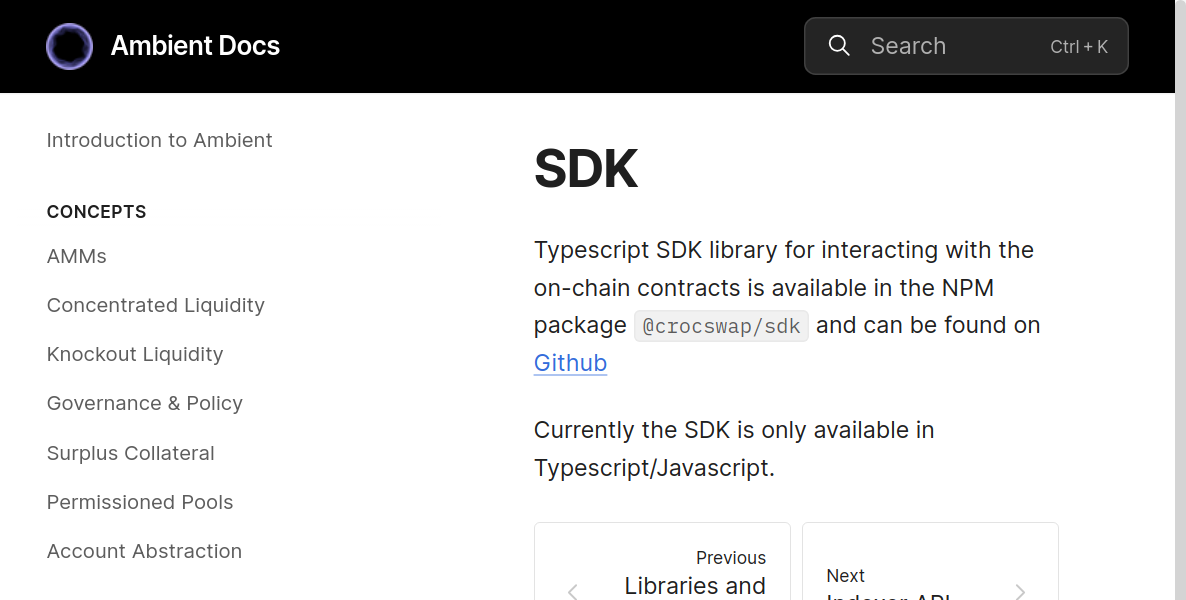 Ambient Docs
Search
Ctrl + K
Introduction to Ambient
CONCEPTS
AMMs
Concentrated Liquidity
Knockout Liquidity
Governance & Policy
Surplus Collateral
Permissioned Pools
Account Abstraction
SDK
Typescript SDK library for interacting with the
on-chain contracts is available in the NPM
package @crocswap/sdk and can be found on
Github
Currently the SDK is only available in
Typescript/Javascript.
Previous
Libraries and
Next
Indexer API